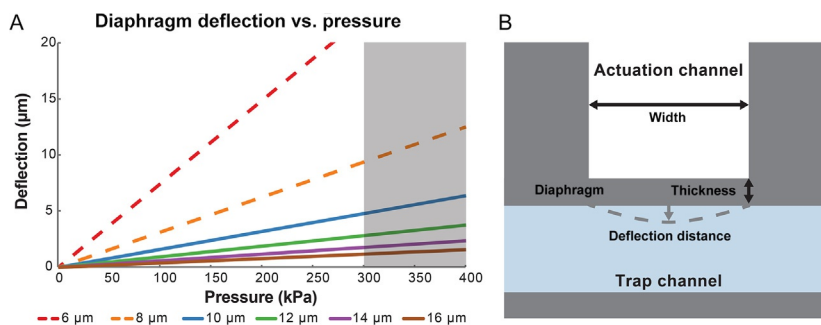 A
Diaphragm deflection vs. pressure
20
15
10
5
0
Deflection (μm)
0 50 100 150 200 250 300 350 400
Pressure (kPa)
6 μm 8 μm 10 μm 12 μm 14 μm 16 μm
B
Actuation channel
Width
Diaphragm Thickness
Deflection distance
Trap channel